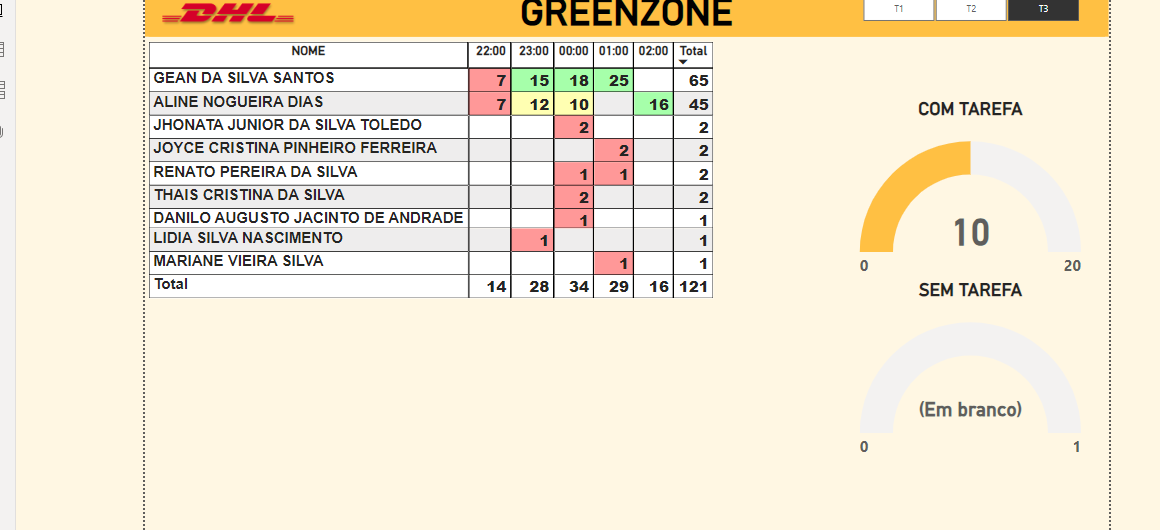 DHL GREENZONE T1 T2 T3
NOME 22:00 23:00 00:00 01:00 02:00 Total
GEAN DA SILVA SANTOS 7 15 18 25 65
ALINE NOGUEIRA DIAS 7 12 10 16 45
JHONATA JUNIOR DA SILVA TOLEDO 2 2
JOYCE CRISTINA PINHEIRO FERREIRA 2 2
RENATO PEREIRA DA SILVA 1 1 2
THAIS CRISTINA DA SILVA 2 2
DANILO AUGUSTO JACINTO DE ANDRADE 1 1
LIDIA SILVA NASCIMENTO 1 1
MARIANE VIEIRA SILVA 1 1
Total 14 28 34 29 16 121
COM TAREFA
10
0 20
SEM TAREFA
(Em branco)
0 1